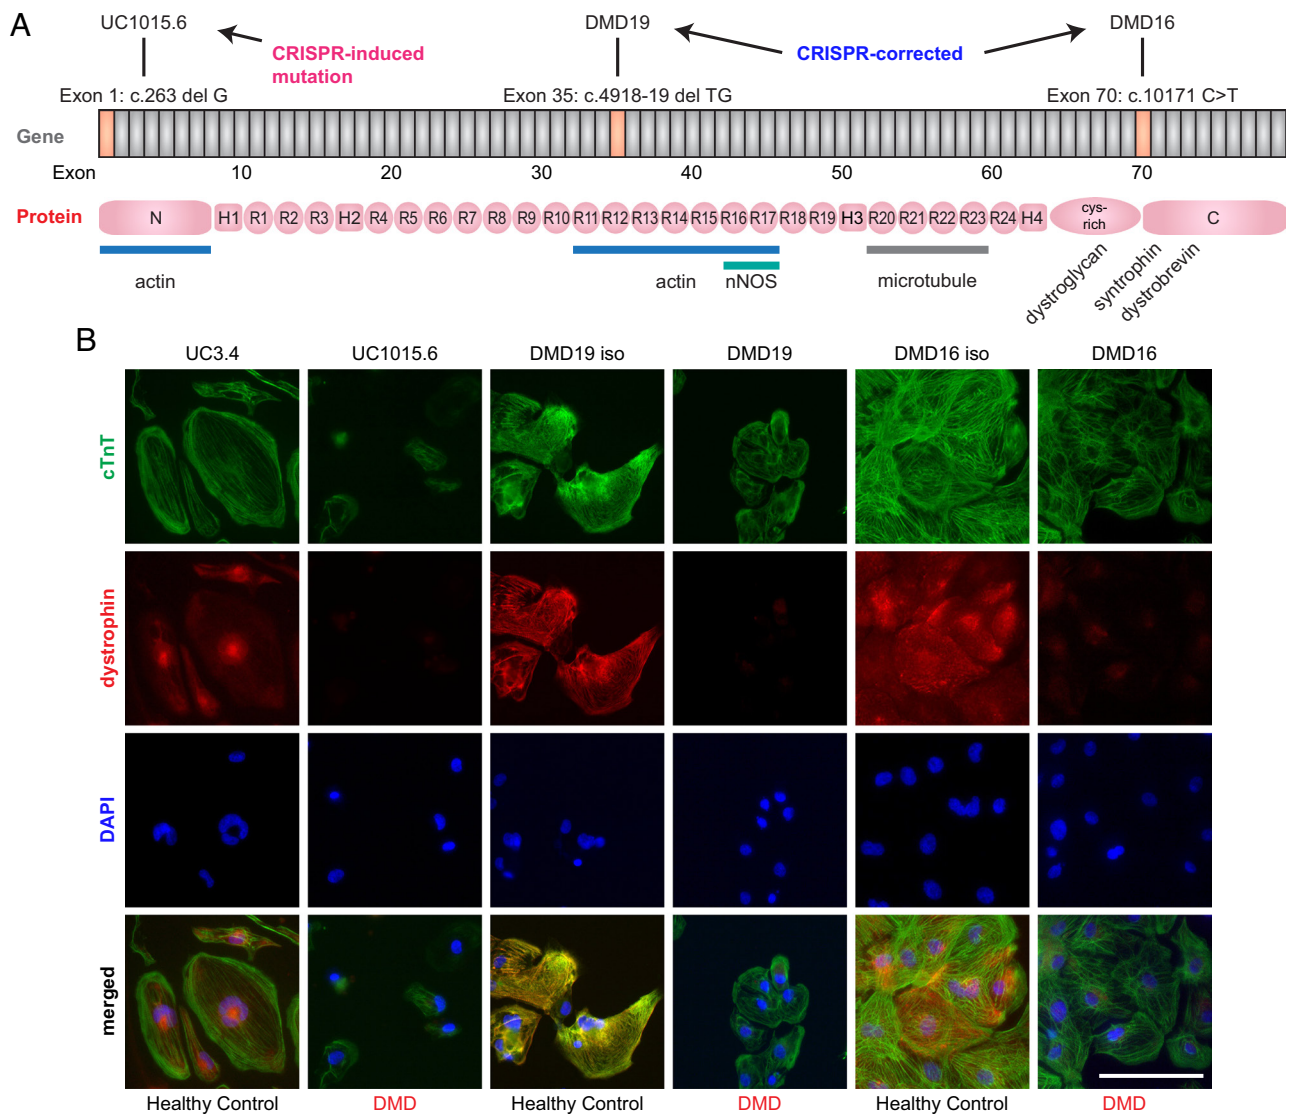 A
UC1015.6
DMD19
DMD16
CRISPR-induced
mutation
CRISPR-corrected
Exon 1: c.263 del G
Exon 35: c.4918-19 del TG
Exon 70: c.10171 C>T
Gene
Exon 10 20 30 40 50 60 70
Protein N H1 R1 R2 R3 H2 R4 R5 R6 R7 R8 R9 R10 R11 R12 R13 R14 R15 R16 R17 R18 R19 H3 R20 R21 R22 R23 R24 H4 cys-rich C
actin
actin
nNOS
microtubule
dystroglycan
syntrophin
dystrobrevin
B
UC3.4 UC1015.6 DMD19 iso DMD19 DMD16 iso DMD16
cTnT
dystrophin
DAPI
merged
Healthy Control DMD Healthy Control DMD Healthy Control DMD